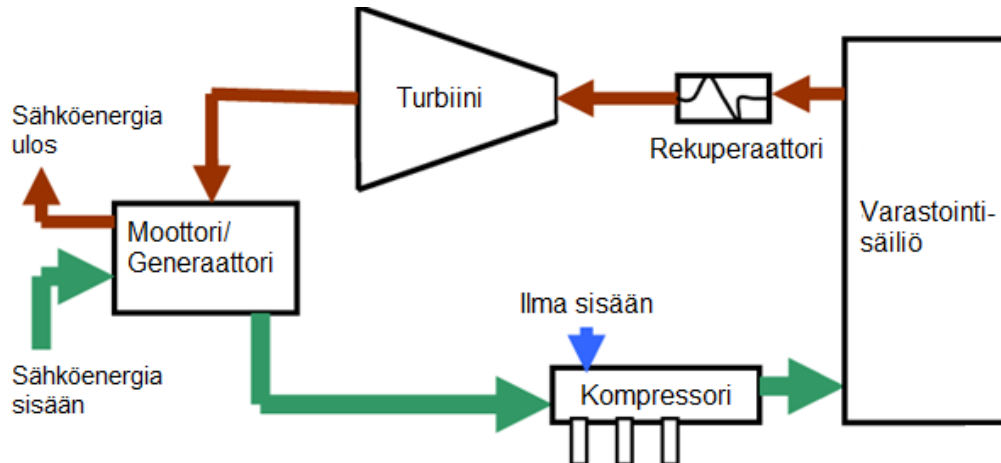 Turbiini
Rekuperaattori
Varastointi-
säiliö
Sähköenergia
ulos
Moottori/
Generaattori
Ilma sisään
Sähköenergia
sisään
Kompressori